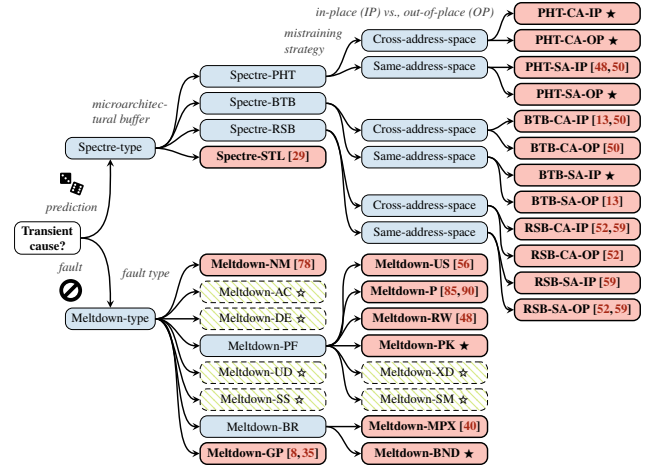 in-place (IP) vs., out-of-place (OP)
mistraining
strategy
microarchitec-
tural buffer
prediction
fault
fault type
Transient
cause?
Spectre-type
Meltdown-type
Spectre-PHT
Spectre-BTB
Spectre-RSB
Spectre-STL [29]
Cross-address-space
Same-address-space
Cross-address-space
Same-address-space
Cross-address-space
Same-address-space
PHT-CA-IP ★
PHT-CA-OP ★
PHT-SA-IP [48,50]
PHT-SA-OP ★
BTB-CA-IP [13,50]
BTB-CA-OP [50]
BTB-SA-IP ★
BTB-SA-OP [13]
RSB-CA-IP [52,59]
RSB-CA-OP [52]
RSB-SA-IP [59]
RSB-SA-OP [52,59]
Meltdown-NM [78]
Meltdown-AC ☆
Meltdown-DE ☆
Meltdown-PF
Meltdown-UD ☆
Meltdown-SS ☆
Meltdown-BR
Meltdown-GP [8,35]
Meltdown-US [56]
Meltdown-P [85,90]
Meltdown-RW [48]
Meltdown-PK ★
Meltdown-XD ☆
Meltdown-SM ☆
Meltdown-MPX [40]
Meltdown-BND ★